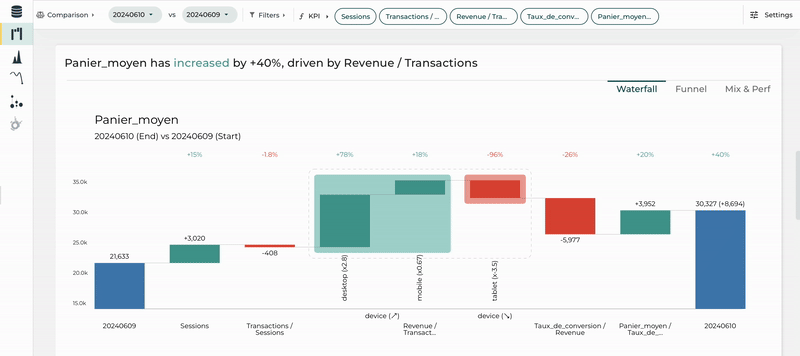 Comparison
20240610
vs
20240609
Filters
KPI
Sessions
Transactions / ...
Revenue / Tra...
Taux_de_conv...
Panier_moyen...
Settings
Panier_moyen has increased by +40%, driven by Revenue / Transactions
Waterfall
Funnel
Mix & Perf
Panier_moyen
20240610 (End) vs 20240609 (Start)
+15%
-1.8%
+78%
+18%
-96%
-26%
+20%
+40%
35.0k
30.0k
25.0k
20.0k
15.0k
21,633
+3,020
-408
-5,977
+3,952
30,327 (+8,694)
desktop (x2.8)
mobile (x0.67)
tablet (x-3.5)
device (↗)
device (↘)
20240609
Sessions
Transactions /
Sessions
Revenue /
Transact...
Taux_de_conversion /
Revenue
Panier_moyen /
Taux_de_...
20240610